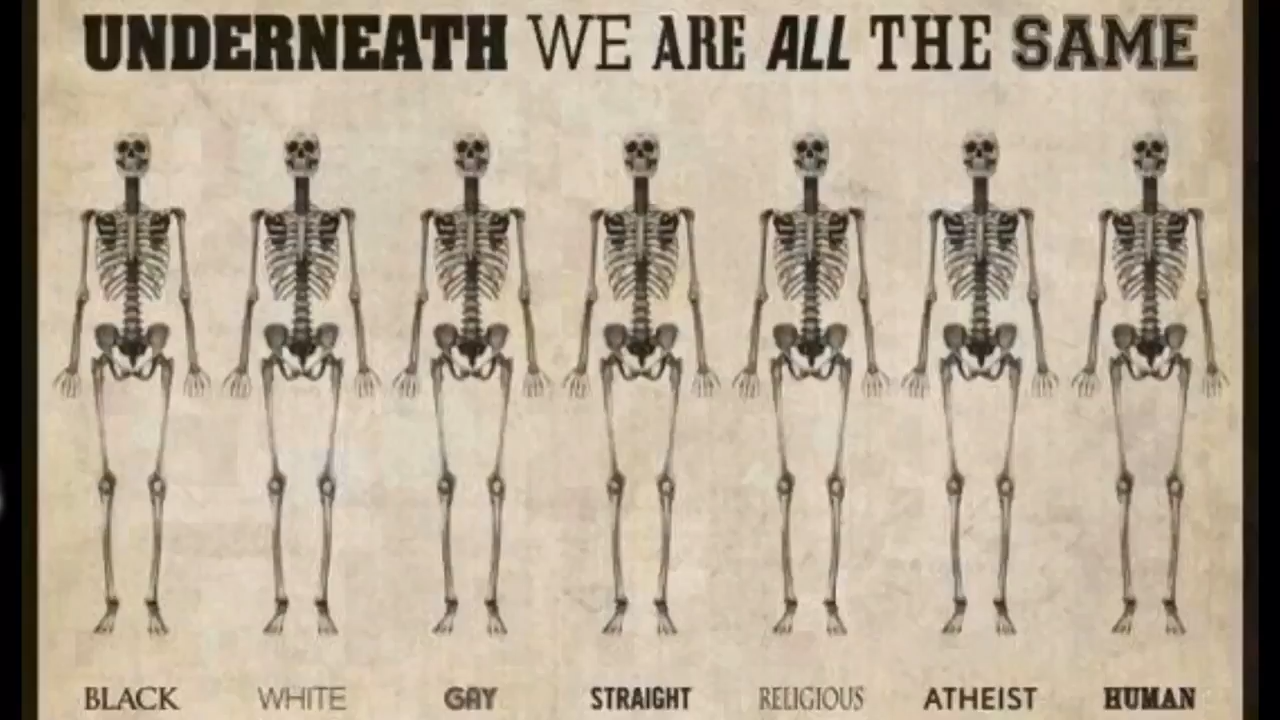 UNDERNEATH WE ARE ALL THE SAME
BLACK WHITE GAY STRAIGHT RELIGIOUS ATHEIST HUMAN